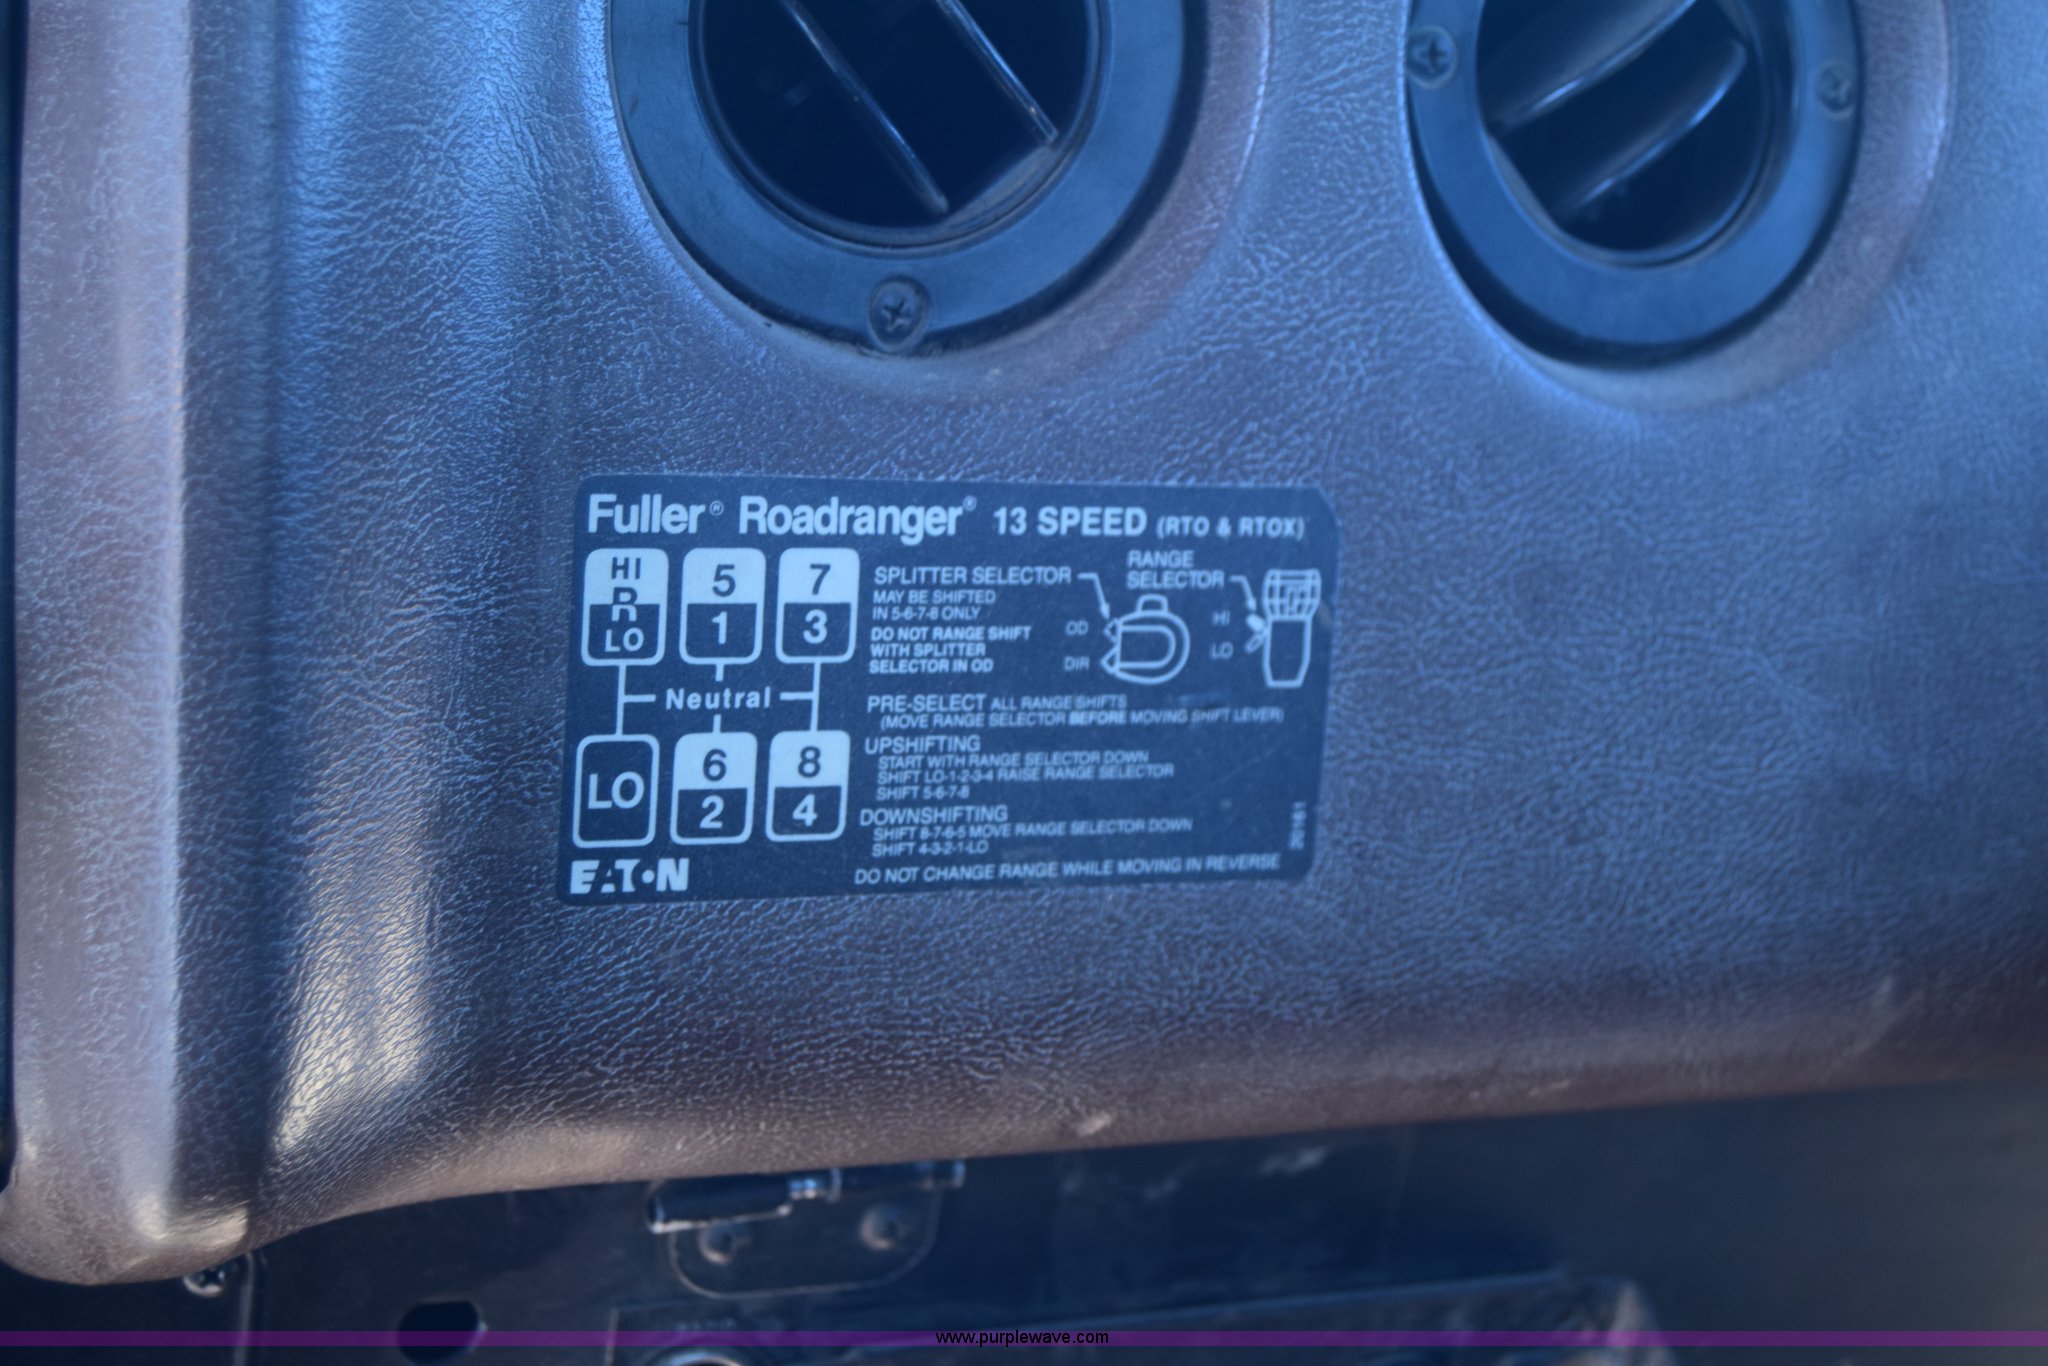 Fuller® Roadranger® 13 SPEED (RTO & RTOX)
HI
R
LO
5
1
7
3
Neutral
LO
6
2
8
4
EATON
SPLITTER SELECTOR
MAY BE SHIFTED
IN 5-6-7-8 ONLY
DO NOT RANGE SHIFT
WITH SPLITTER
SELECTOR IN OD
OD
DIR
RANGE
SELECTOR
HI
LO
PRE-SELECT ALL RANGE SHIFTS
(MOVE RANGE SELECTOR BEFORE MOVING SHIFT LEVER)
UPSHIFTING
START WITH RANGE SELECTOR DOWN
SHIFT LO-1-2-3-4 RAISE RANGE SELECTOR
SHIFT 5-6-7-8
DOWNSHIFTING
SHIFT 8-7-6-5 MOVE RANGE SELECTOR DOWN
SHIFT 4-3-2-1-LO
DO NOT CHANGE RANGE WHILE MOVING IN REVERSE
www.purplewave.com